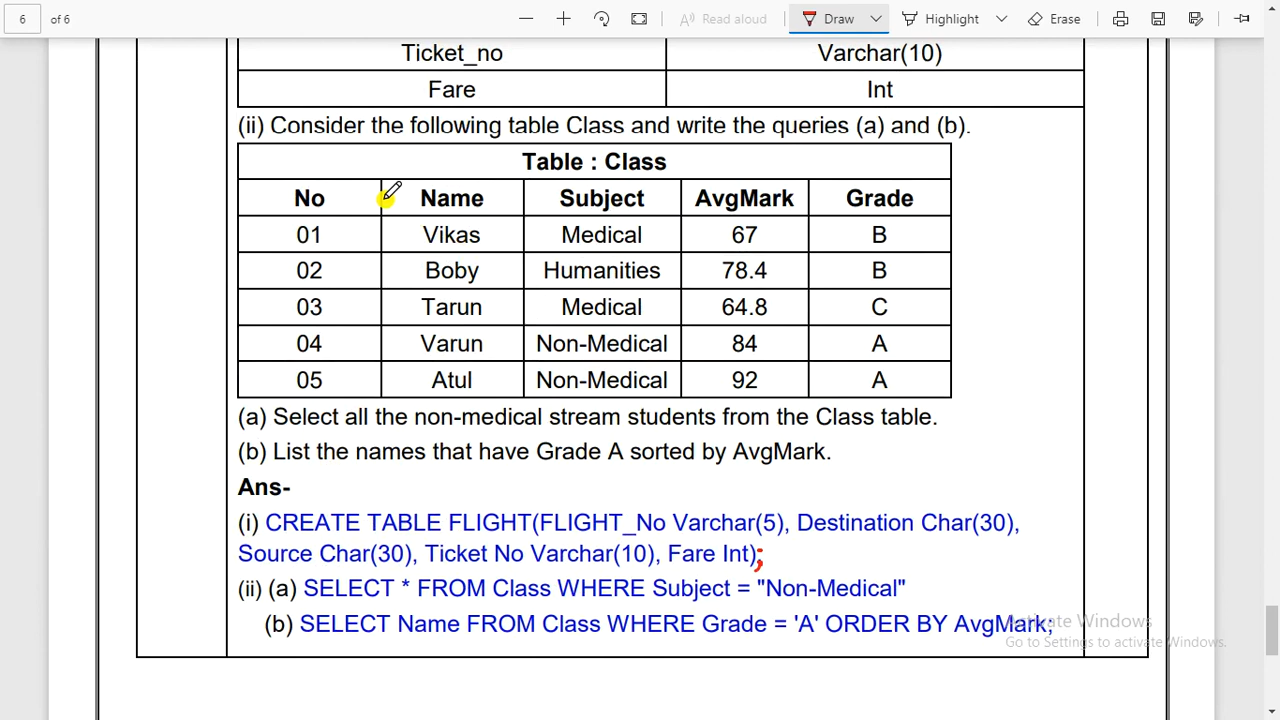 6 of 6 Read aloud Draw Highlight Erase
Ticket_no Varchar(10)
Fare Int
(ii) Consider the following table Class and write the queries (a) and (b).
Table : Class
No Name Subject AvgMark Grade
01 Vikas Medical 67 B
02 Boby Humanities 78.4 B
03 Tarun Medical 64.8 C
04 Varun Non-Medical 84 A
05 Atul Non-Medical 92 A
(a) Select all the non-medical stream students from the Class table.
(b) List the names that have Grade A sorted by AvgMark.
Ans-
(i) CREATE TABLE FLIGHT(FLIGHT_No Varchar(5), Destination Char(30),
Source Char(30), Ticket No Varchar(10), Fare Int);
(ii) (a) SELECT * FROM Class WHERE Subject = "Non-Medical"
(b) SELECT Name FROM Class WHERE Grade = 'A' ORDER BY AvgMark;
Activate Windows
Go to Settings to activate Windows.